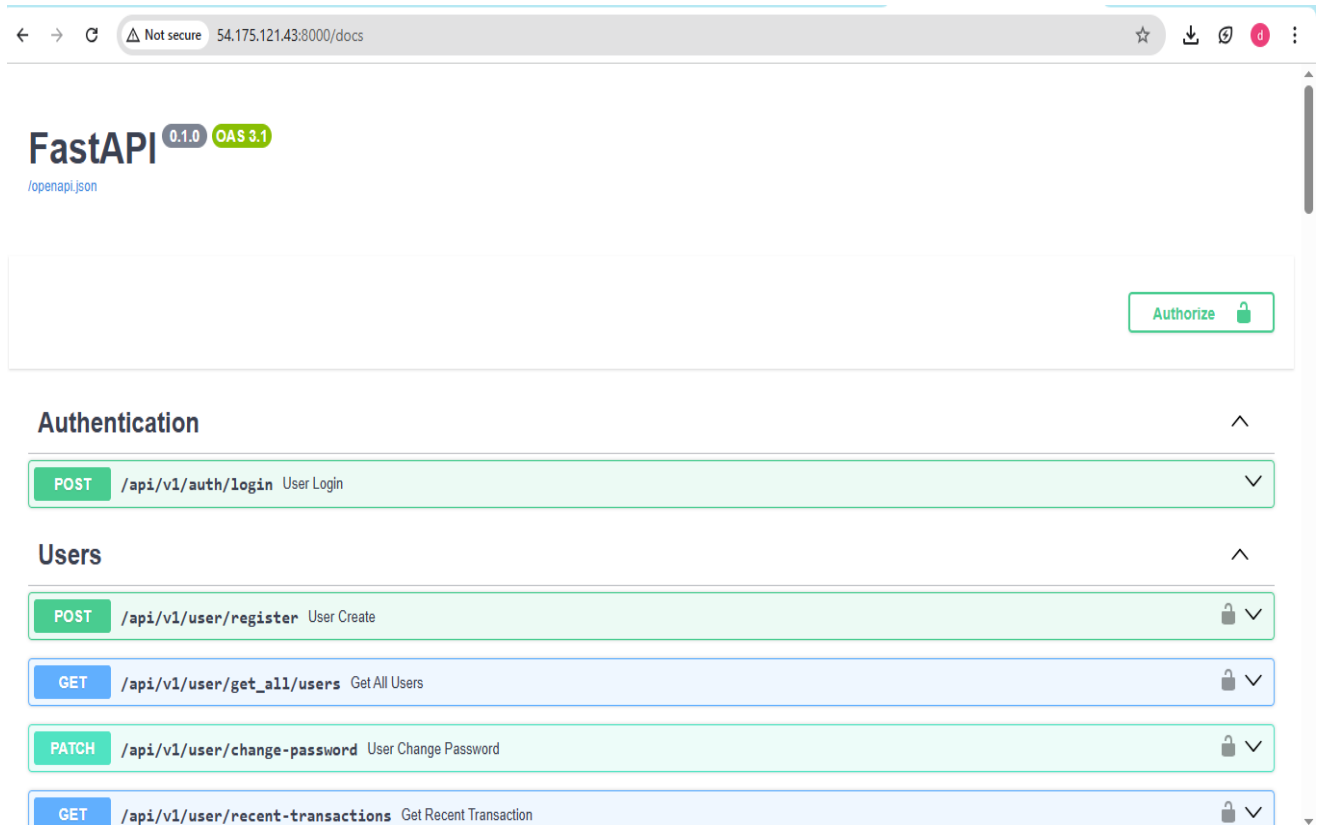 Not secure 54.175.121.43:8000/docs
d
FastAPI 0.1.0 OAS 3.1
/openapi.json
Authorize
Authentication
POST /api/v1/auth/login User Login
Users
POST /api/v1/user/register User Create
GET /api/v1/user/get_all/users Get All Users
PATCH /api/v1/user/change-password User Change Password
GET /api/v1/user/recent-transactions Get Recent Transaction